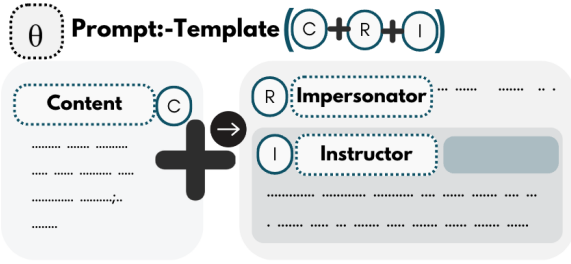 θ Prompt:-Template (C+R+I)
Content C
R Impersonator
I Instructor